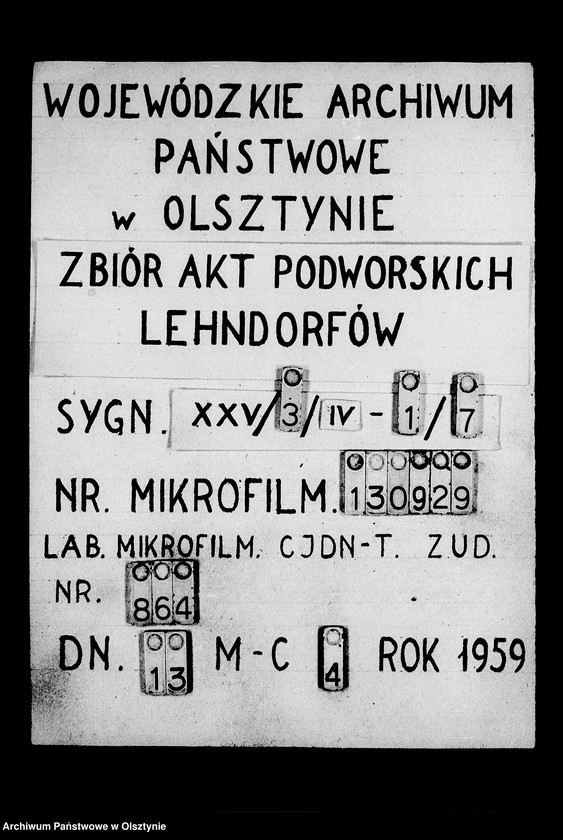 WOJEWÓDZKIE ARCHIWUM
PAŃSTWOWE
w OLSZTYNIE
ZBIÓR AKT PODWORSKICH
LEHNDORFÓW
SYGN. XXV/3/IV-1/7
NR. MIKROFILM. 130929
LAB. MIKROFILM. CJDN-T. ZUD.
NR. 864
DN. 13 M-C 4 ROK 1959
Archiwum Państwowe w Olsztynie